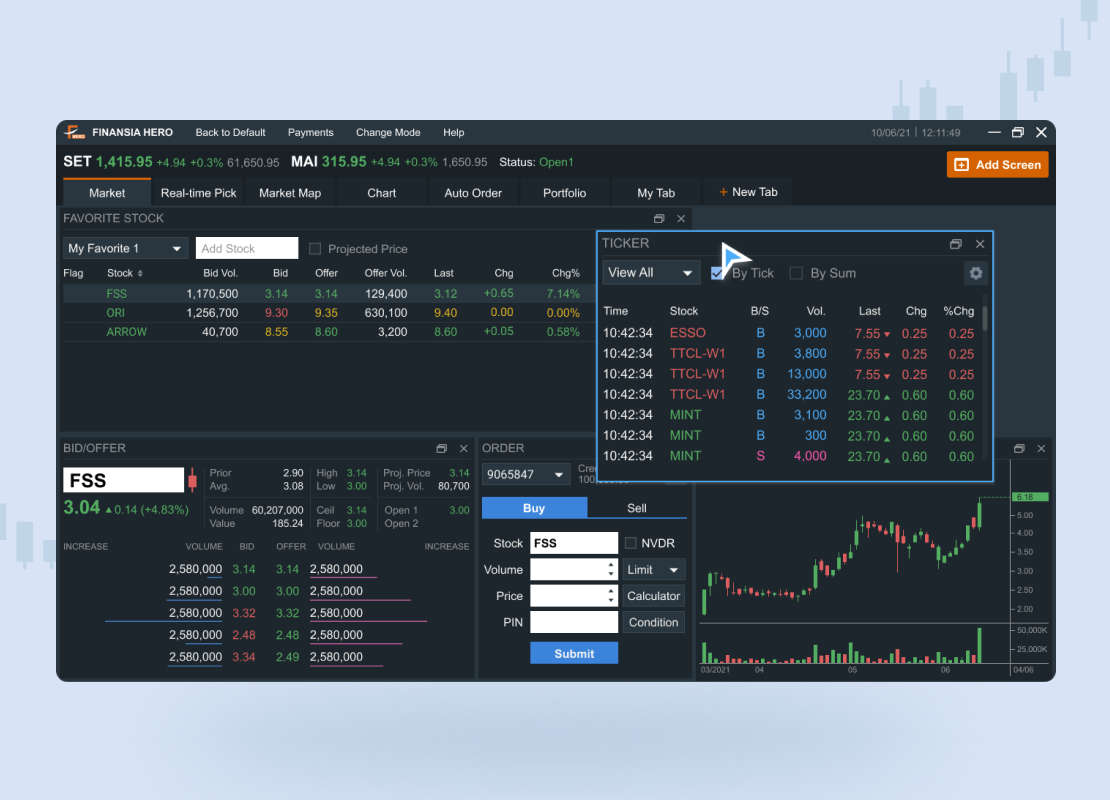 HERO FINANSIA HERO Back to Default Payments Change Mode Help 10/06/21 | 12:11:49
SET 1,415.95 +4.94 +0.3% 61,650.95 MAI 315.95 +4.94 +0.3% 1,650.95 Status: Open1
Add Screen
Market Real-time Pick Market Map Chart Auto Order Portfolio My Tab + New Tab
FAVORITE STOCK
My Favorite 1 Add Stock Projected Price
Flag Stock Bid Vol. Bid Offer Offer Vol. Last Chg Chg%
FSS 1,170,500 3.14 3.14 129,400 3.12 +0.65 7.14%
ORI 1,256,700 9.30 9.35 630,100 9.40 0.00 0.00%
ARROW 40,700 8.55 8.60 3,200 8.60 +0.05 0.58%
TICKER
View All By Tick By Sum
Time Stock B/S Vol. Last Chg %Chg
10:42:34 ESSO B 3,000 7.55 0.25 0.25
10:42:34 TTCL-W1 B 3,800 7.55 0.25 0.25
10:42:34 TTCL-W1 B 13,000 7.55 0.25 0.25
10:42:34 TTCL-W1 B 33,200 23.70 0.60 0.60
10:42:34 MINT B 3,100 23.70 0.60 0.60
10:42:34 MINT B 300 23.70 0.60 0.60
10:42:34 MINT S 4,000 23.70 0.60 0.60
BID/OFFER
FSS
3.04 0.14 (+4.83%)
Prior 2.90 High 3.14 Proj. Price 3.14
Avg. 3.08 Low 3.00 Proj. Vol. 80,700
Volume 60,207,000 Ceil 3.14 Open 1 3.00
Value 185.24 Floor 3.00 Open 2
INCREASE VOLUME BID OFFER VOLUME INCREASE
2,580,000 3.14 3.14 2,580,000
2,580,000 3.00 3.00 2,580,000
2,580,000 3.32 3.32 2,580,000
2,580,000 2.48 2.48 2,580,000
2,580,000 3.34 2.49 2,580,000
ORDER
9065847
Buy Sell
Stock FSS NVDR
Volume Limit
Price Calculator
PIN Condition
Submit
6.18
5.00
4.00
3.50
3.00
2.50
2.00
50,000K
25,000K
03/2021 04 05 06 04/06